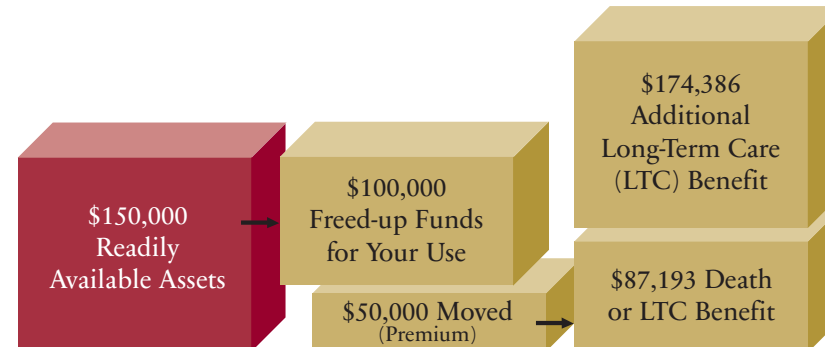 $150,000
Readily
Available Assets
$100,000
Freed-up Funds
for Your Use
$50,000 Moved
(Premium)
$174,386
Additional
Long-Term Care
(LTC) Benefit
$87,193 Death
or LTC Benefit